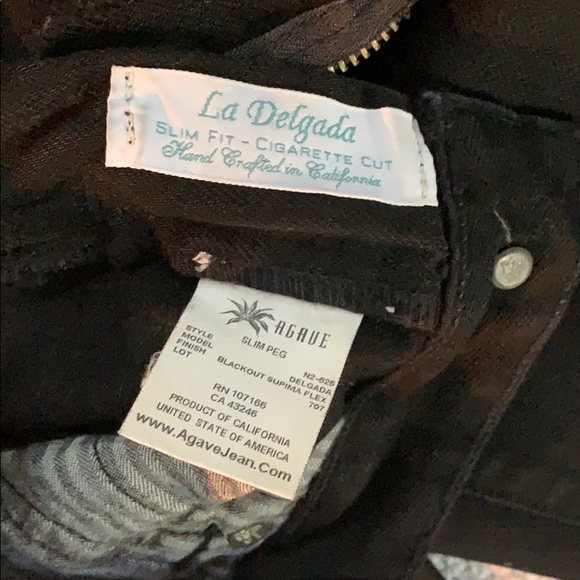 La Delgada
SLIM FIT - CIGARETTE CUT
Hand Crafted in California
AGAVE
SLIM PEG
STYLE N2-625
MODEL DELGADA
FINISH BLACKOUT SUPIMA FLEX
LOT 707
RN 107166
CA 43246
PRODUCT OF CALIFORNIA
UNITED STATE OF AMERICA
www.AgaveJean.Com